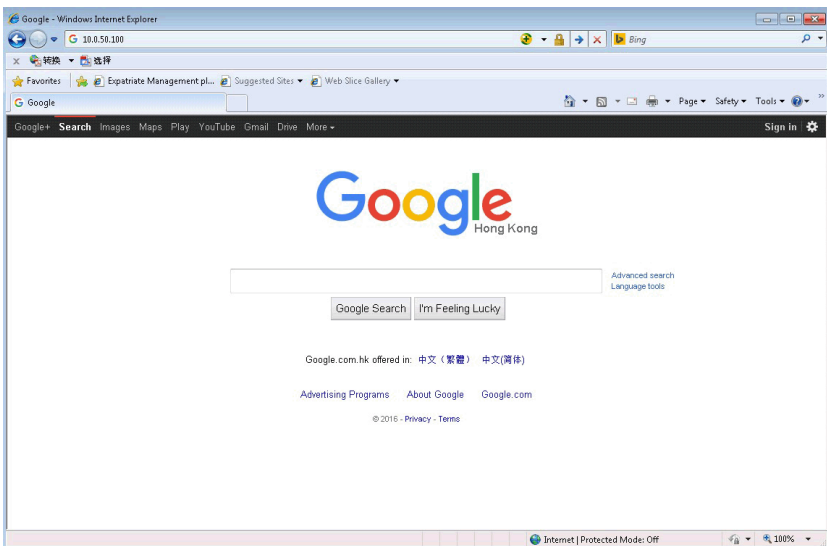 Google - Windows Internet Explorer
10.0.50.100
Bing
x 转换 选择
Favorites Expatriate Management pl... Suggested Sites Web Slice Gallery
Google
Page Safety Tools
Google+ Search Images Maps Play YouTube Gmail Drive More
Sign in
Google
Hong Kong
Advanced search
Language tools
Google Search I'm Feeling Lucky
Google.com.hk offered in: 中文（繁體） 中文(简体)
Advertising Programs About Google Google.com
© 2016 - Privacy - Terms
Internet | Protected Mode: Off 100%